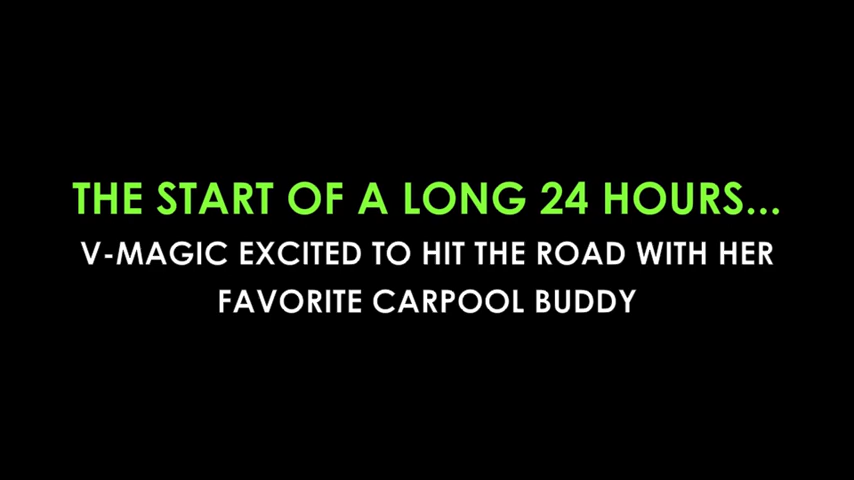 THE START OF A LONG 24 HOURS...
V-MAGIC EXCITED TO HIT THE ROAD WITH HER
FAVORITE CARPOOL BUDDY